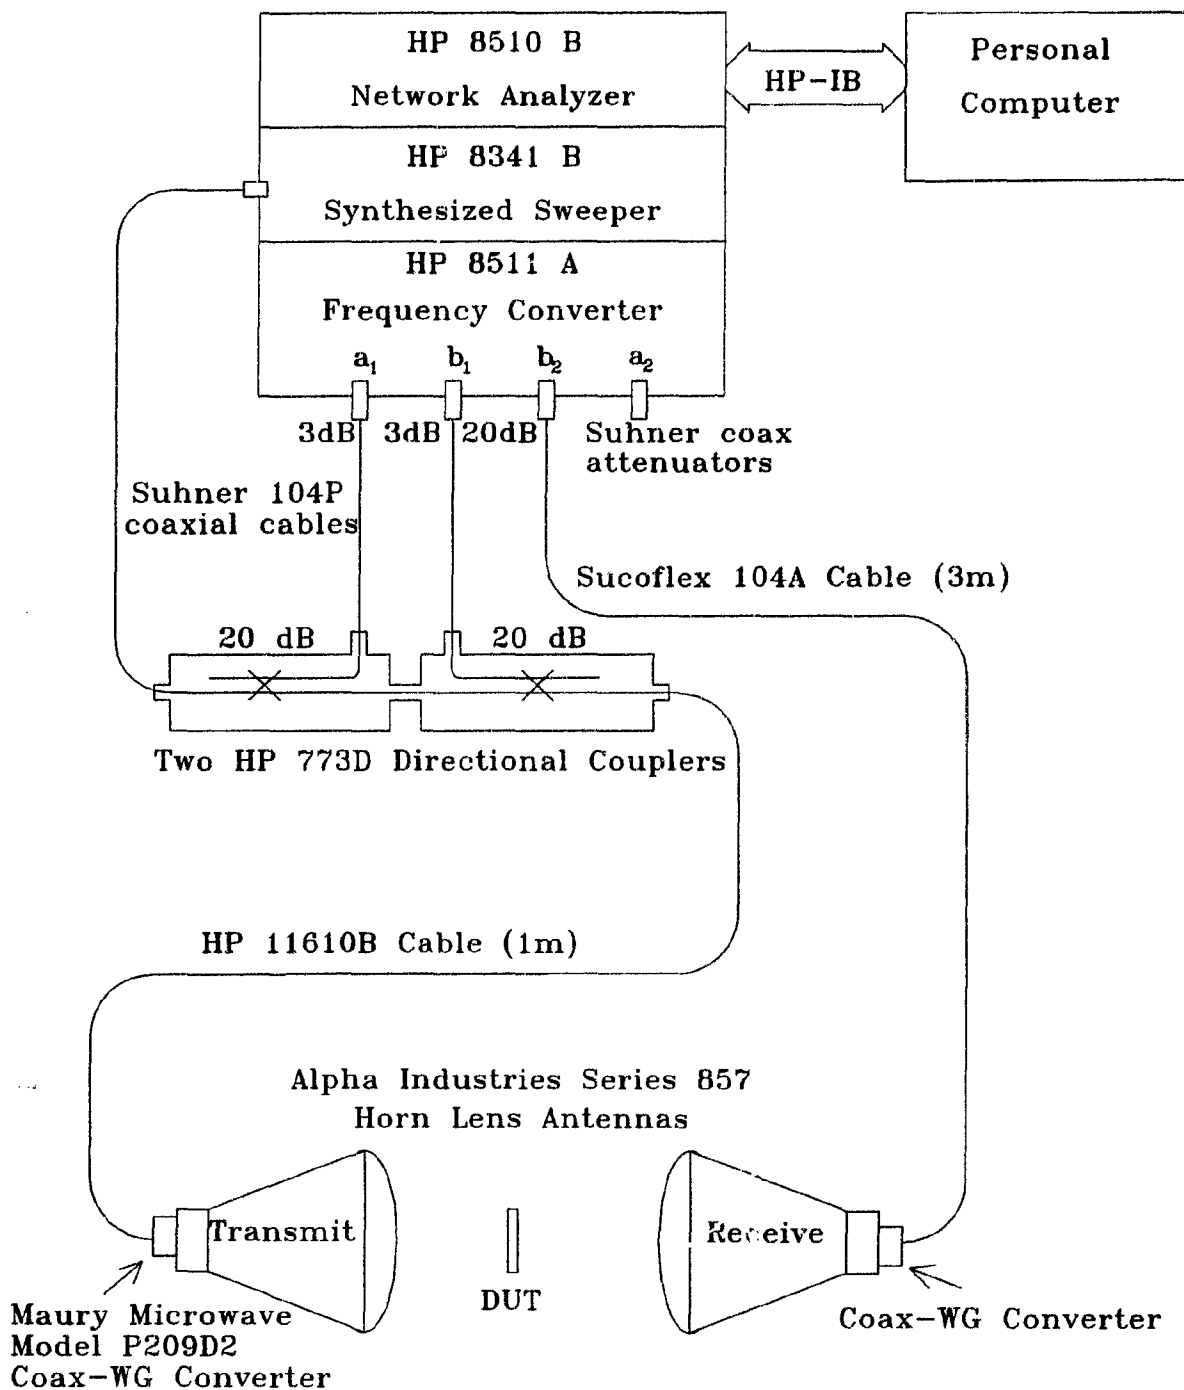 HP 8510 B
Network Analyzer
HP-IB
Personal
Computer
HP 8341 B
Synthesized Sweeper
HP 8511 A
Frequency Converter
a₁ b₁ b₂ a₂
3dB 3dB 20dB
Suhner coax
attenuators
Suhner 104P
coaxial cables
Sucoflex 104A Cable (3m)
20 dB 20 dB
Two HP 773D Directional Couplers
HP 11610B Cable (1m)
Alpha Industries Series 857
Horn Lens Antennas
Transmit
Receive
DUT
Maury Microwave
Model P209D2
Coax-WG Converter
Coax-WG Converter